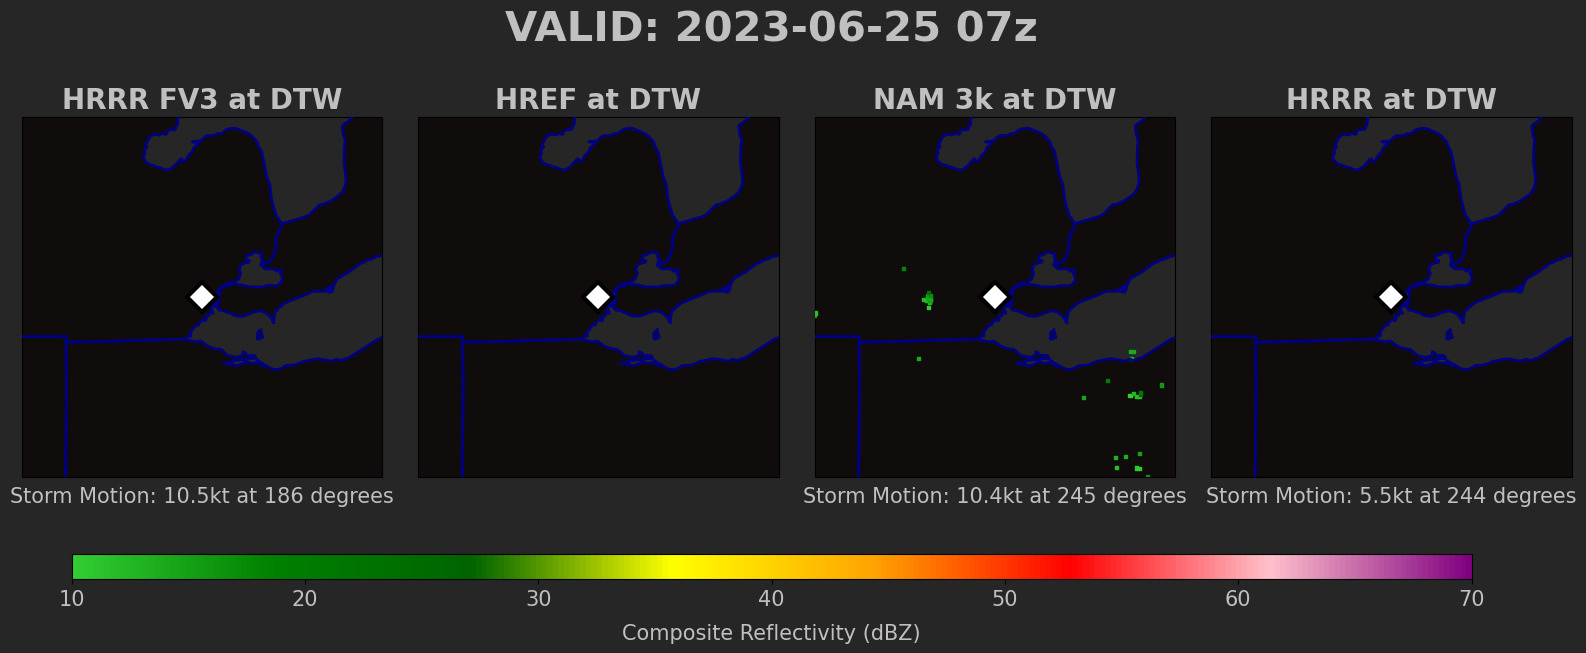 VALID: 2023-06-25 07z
HRRR FV3 at DTW
HREF at DTW
NAM 3k at DTW
HRRR at DTW
Storm Motion: 10.5kt at 186 degrees
Storm Motion: 10.4kt at 245 degrees
Storm Motion: 5.5kt at 244 degrees
10 20 30 40 50 60 70
Composite Reflectivity (dBZ)